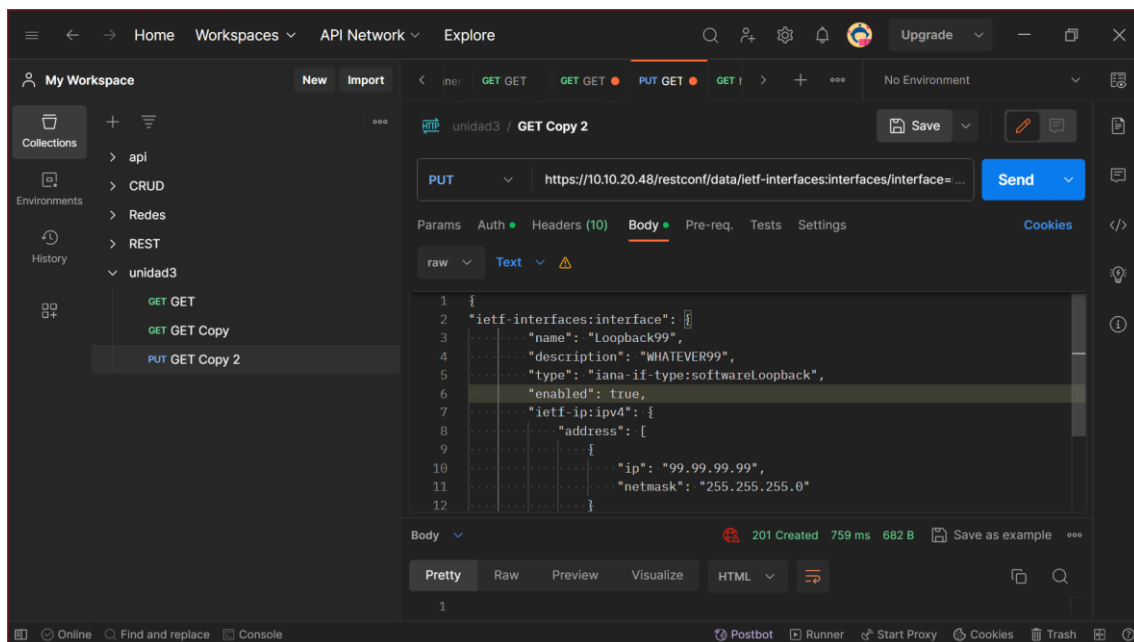 Home Workspaces API Network Explore Upgrade
My Workspace New Import GET GET GET GET PUT GET GET No Environment
Collections
Environments
History
api
CRUD
Redes
REST
unidad3
GET GET
GET GET Copy
PUT GET Copy 2
HTTP unidad3 / GET Copy 2 Save
PUT https://10.10.20.48/restconf/data/ietf-interfaces:interfaces/interface=... Send
Params Auth Headers (10) Body Pre-req. Tests Settings Cookies
raw Text
1 {
2 "ietf-interfaces:interface": {
3 "name": "Loopback99",
4 "description": "WHATEVER99",
5 "type": "iana-if-type:softwareLoopback",
6 "enabled": true,
7 "ietf-ip:ipv4": {
8 "address": [
9 {
10 "ip": "99.99.99.99",
11 "netmask": "255.255.255.0"
12 }
Body 201 Created 759 ms 682 B Save as example
Pretty Raw Preview Visualize HTML
1
Online Find and replace Console Postbot Runner Start Proxy Cookies Trash